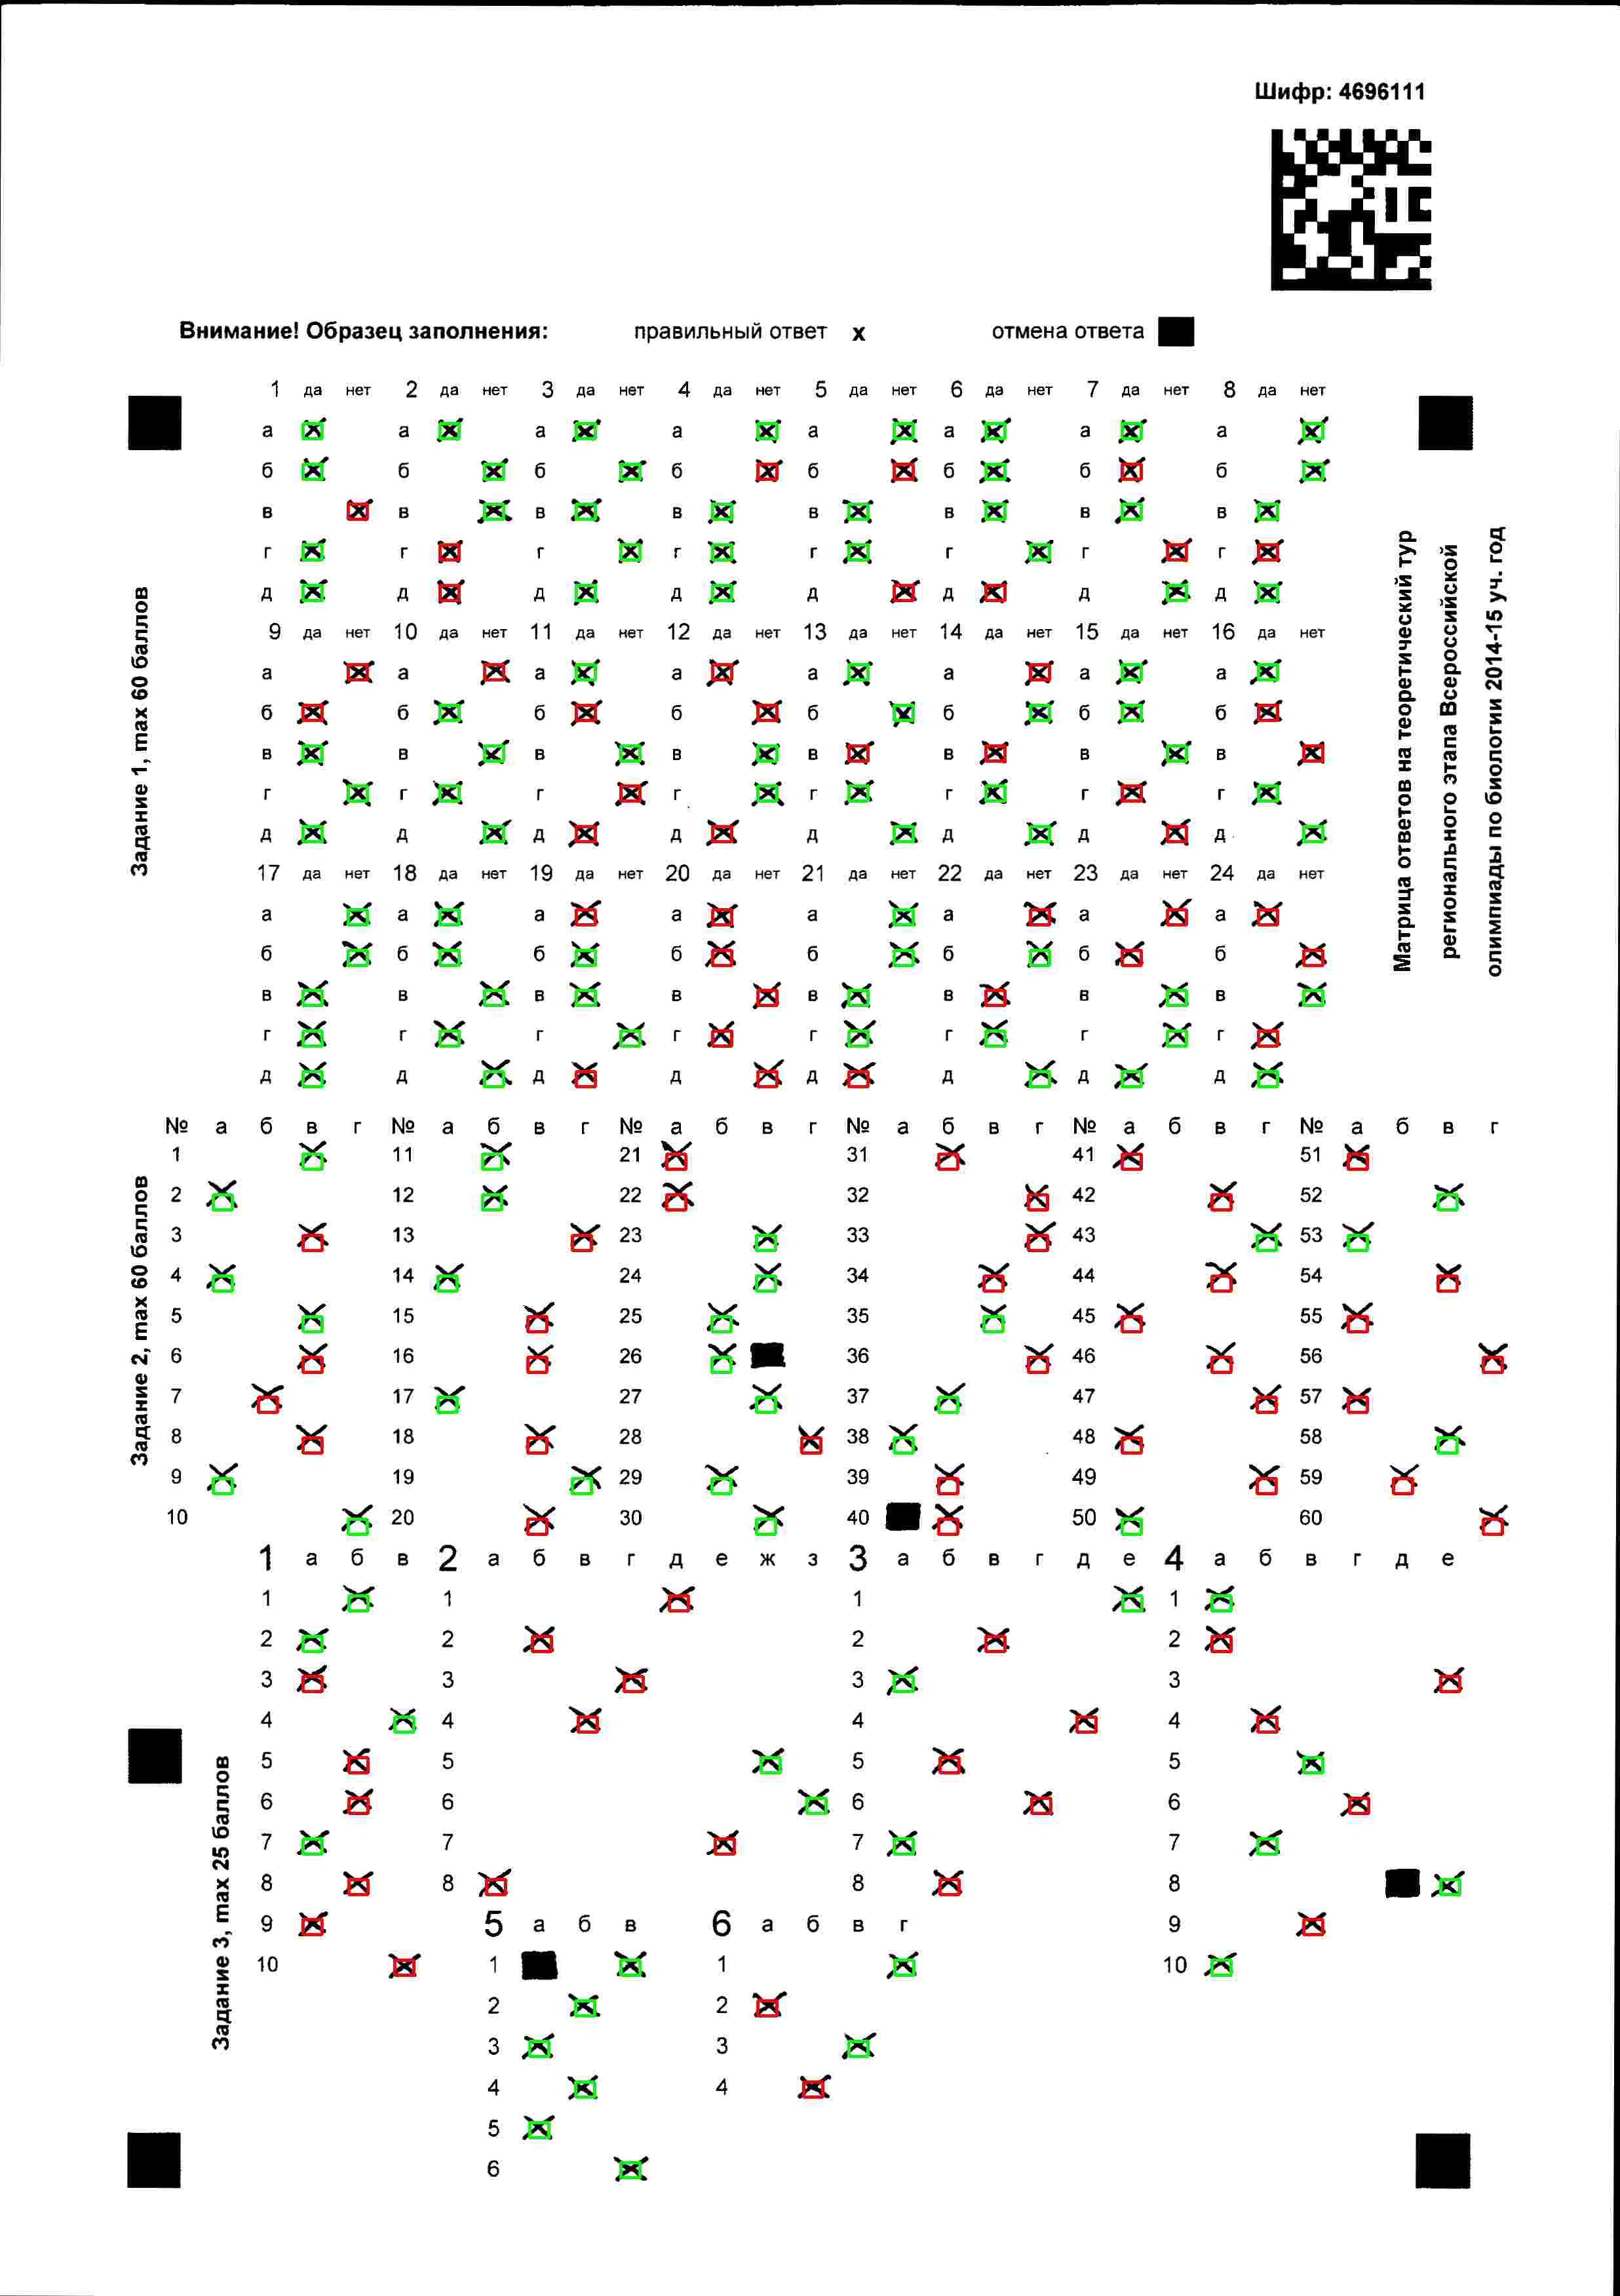 Шифр: 4696111
Внимание! Образец заполнения: правильный ответ x отмена ответа
1 да нет 2 да нет 3 да нет 4 да нет 5 да нет 6 да нет 7 да нет 8 да нет
а а а а а а а а
б б б б б б б б
в в в в в в в в
г г г г г г г г
д д д д д д д д
9 да нет 10 да нет 11 да нет 12 да нет 13 да нет 14 да нет 15 да нет 16 да нет
а а а а а а а а
б б б б б б б б
в в в в в в в в
г г г г г г г г
д д д д д д д д
17 да нет 18 да нет 19 да нет 20 да нет 21 да нет 22 да нет 23 да нет 24 да нет
а а а а а а а а
б б б б б б б б
в в в в в в в в
г г г г г г г г
д д д д д д д д
Задание 1, max 60 баллов
Матрица ответов на теоретический тур
регионального этапа Всероссийской
олимпиады по биологии 2014-15 уч. год
№ а б в г № а б в г № а б в г № а б в г № а б в г № а б в г
1 11 21 31 41 51
2 12 22 32 42 52
3 13 23 33 43 53
4 14 24 34 44 54
5 15 25 35 45 55
6 16 26 36 46 56
7 17 27 37 47 57
8 18 28 38 48 58
9 19 29 39 49 59
10 20 30 40 50 60
Задание 2, max 60 баллов
1 а б в 2 а б в г д е ж з 3 а б в г д е 4 а б в г д е
1 1 1 1
2 2 2 2
3 3 3 3
4 4 4 4
5 5 5 5
6 6 6 6
7 7 7 7
8 8 8 8
9 5 а б в 6 а б в г 9
10 1 1 10
2 2
3 3
4 4
5
6
Задание 3, max 25 баллов